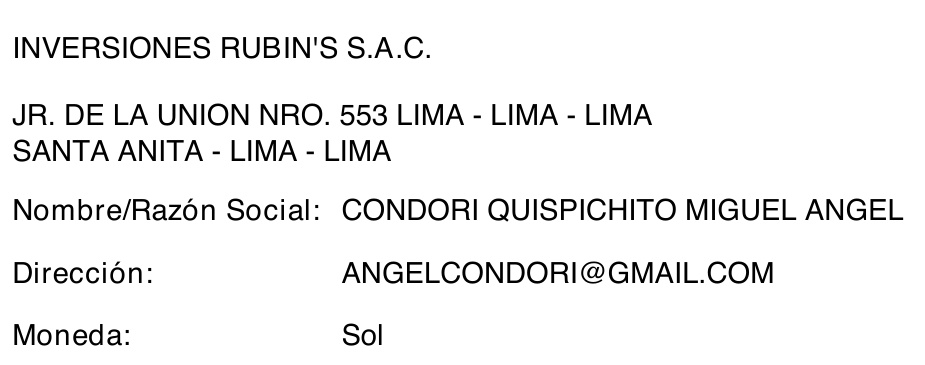 INVERSIONES RUBIN'S S.A.C.
JR. DE LA UNION NRO. 553 LIMA - LIMA - LIMA
SANTA ANITA - LIMA - LIMA
Nombre/Razón Social: CONDORI QUISPICHITO MIGUEL ANGEL
Dirección: ANGELCONDORI@GMAIL.COM
Moneda: Sol